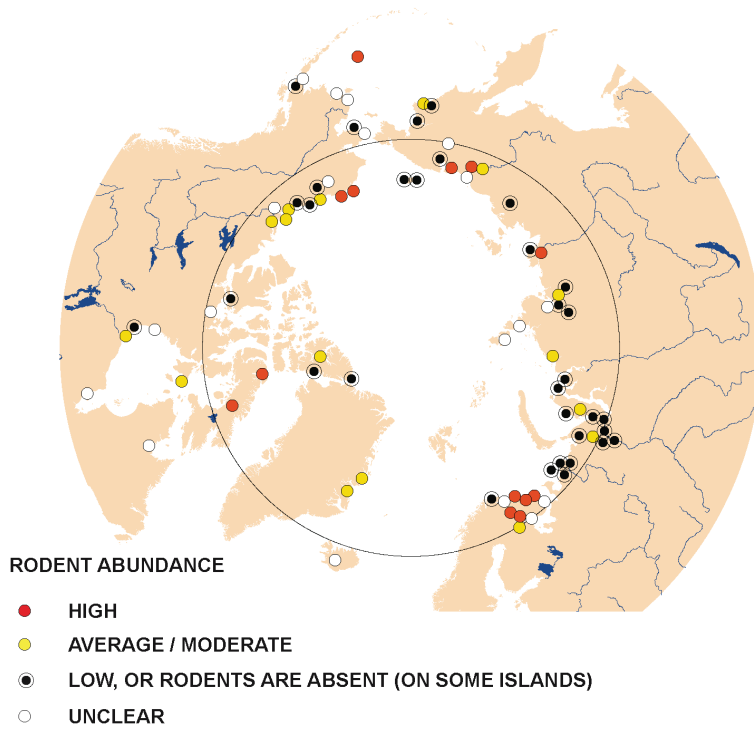 RODENT ABUNDANCE
HIGH
AVERAGE / MODERATE
LOW, OR RODENTS ARE ABSENT (ON SOME ISLANDS)
UNCLEAR